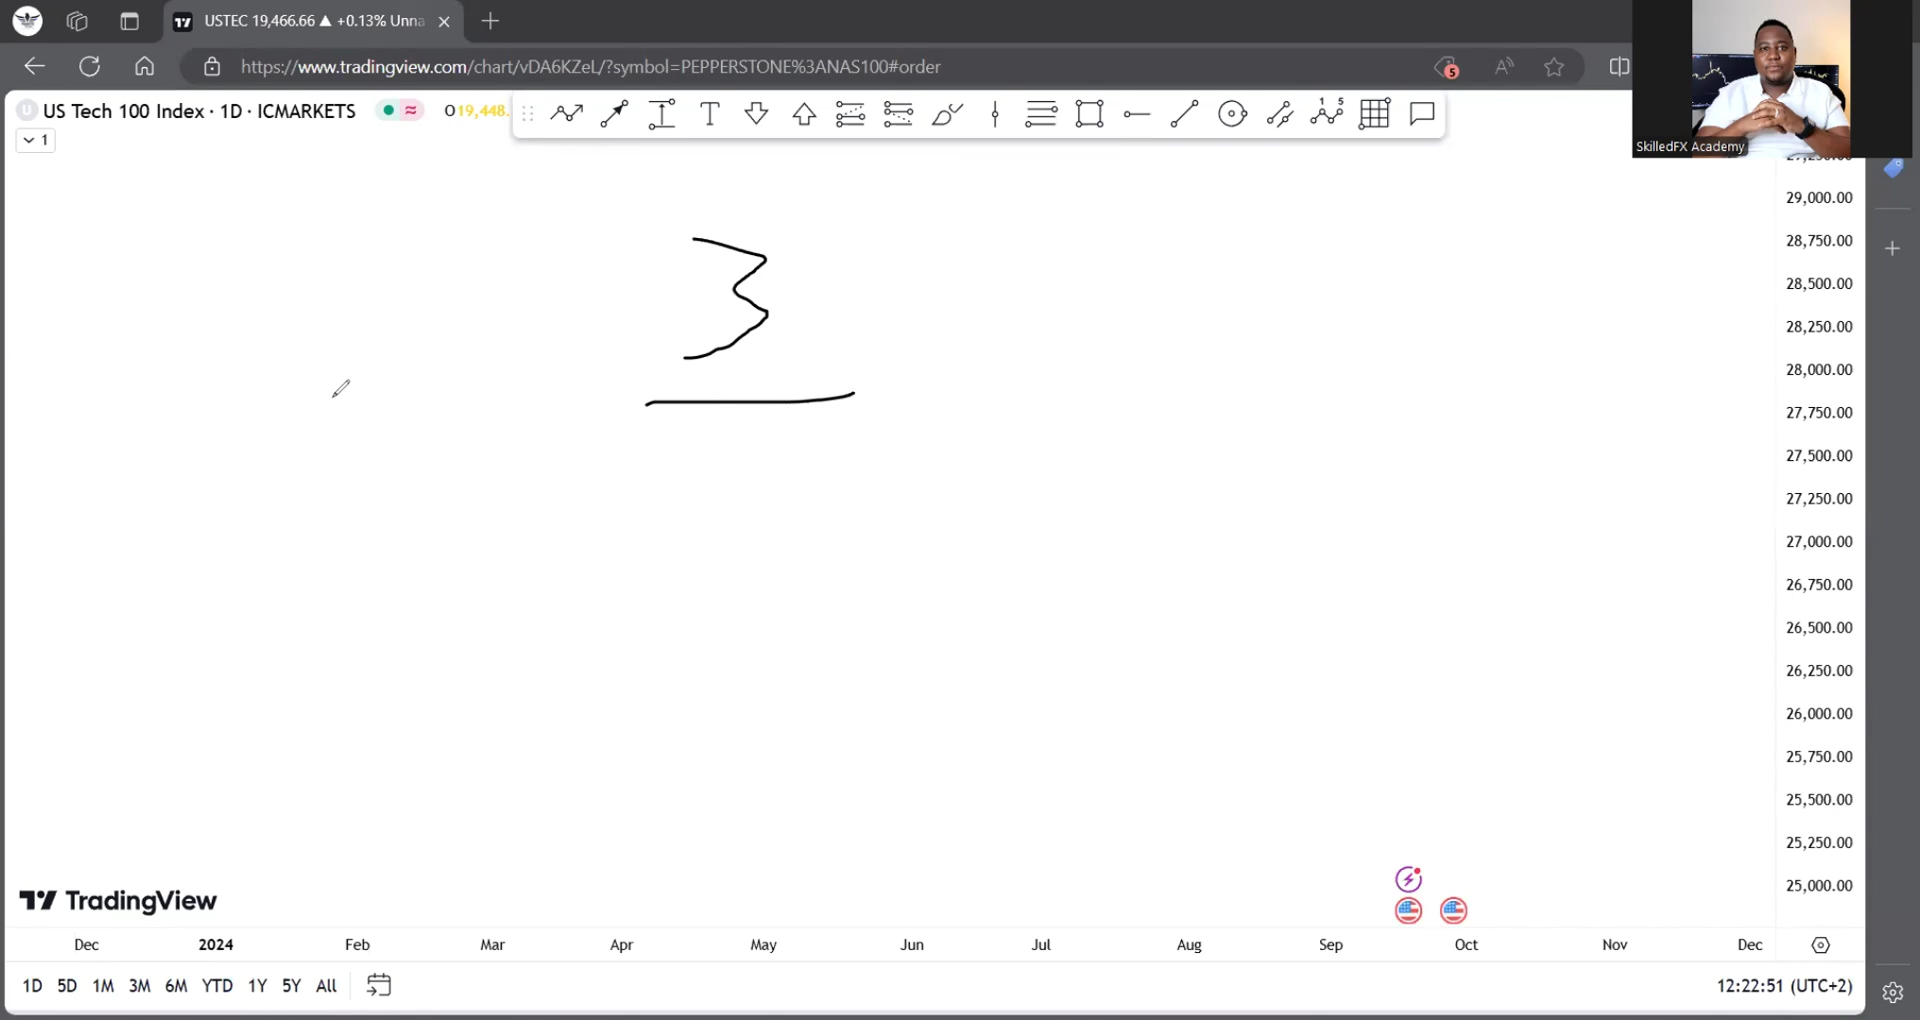 USTEC 19,466.66 ▲ +0.13% Unna
https://www.tradingview.com/chart/vDA6KZeL/?symbol=PEPPERSTONE%3ANAS100#order
5
SkilledFX Academy
U US Tech 100 Index · 1D · ICMARKETS O19,448.
1
T
1 5
3
29,000.00
28,750.00
28,500.00
28,250.00
28,000.00
27,750.00
27,500.00
27,250.00
27,000.00
26,750.00
26,500.00
26,250.00
26,000.00
25,750.00
25,500.00
25,250.00
25,000.00
TradingView
Dec 2024 Feb Mar Apr May Jun Jul Aug Sep Oct Nov Dec
1D 5D 1M 3M 6M YTD 1Y 5Y All
12:22:51 (UTC+2)